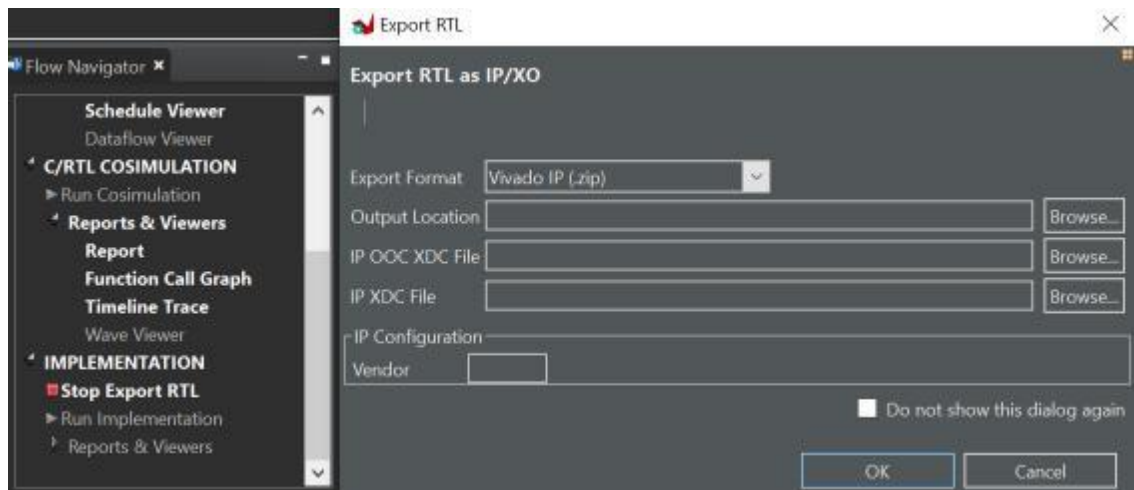 Flow Navigator
Schedule Viewer
Dataflow Viewer
C/RTL COSIMULATION
Run Cosimulation
Reports & Viewers
Report
Function Call Graph
Timeline Trace
Wave Viewer
IMPLEMENTATION
Stop Export RTL
Run Implementation
Reports & Viewers
Export RTL
Export RTL as IP/XO
Export Format Vivado IP (.zip)
Output Location Browse...
IP OOC XDC File Browse...
IP XDC File Browse...
IP Configuration
Vendor
Do not show this dialog again
OK Cancel